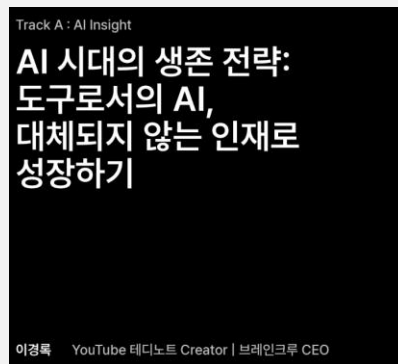 Track A : AI Insight
AI 시대의 생존 전략:
도구로서의 AI,
대체되지 않는 인재로
성장하기
이경록 YouTube 테디노트 Creator | 브레인크루 CEO